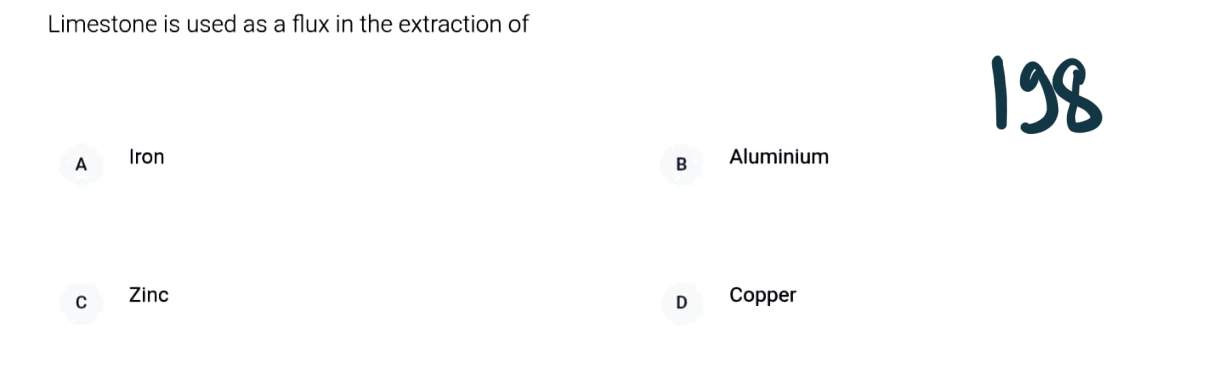 Limestone is used as a flux in the extraction of
198
A Iron
B Aluminium
C Zinc
D Copper